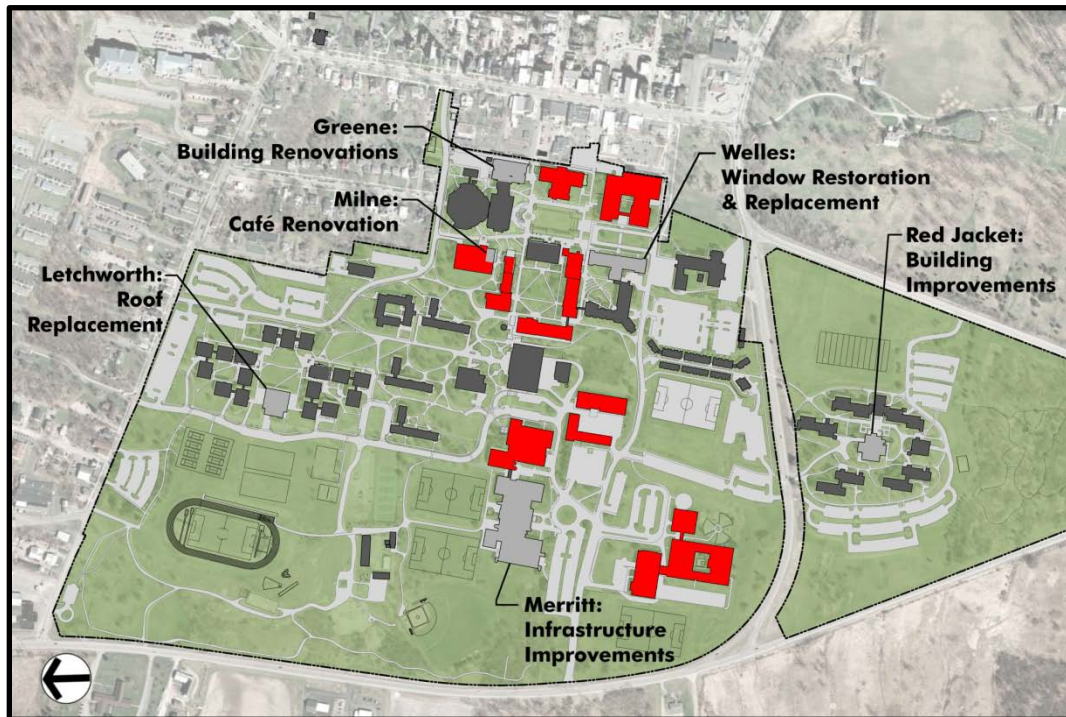 Greene:
Building Renovations
Milne:
Café Renovation
Letchworth:
Roof
Replacement
Welles:
Window Restoration
& Replacement
Red Jacket:
Building
Improvements
Merritt:
Infrastructure
Improvements